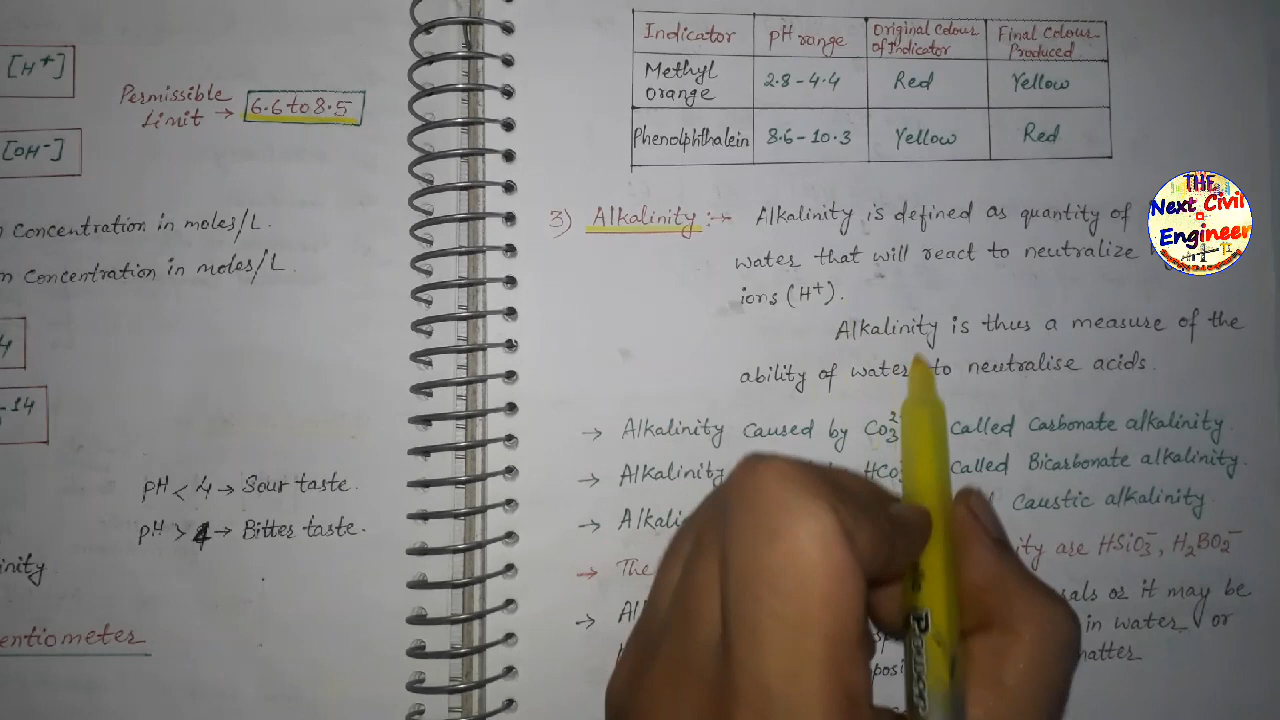 [H+]
Permissible
Limit → 6.6 to 8.5
[OH-]
Concentration in moles/L.
Concentration in moles/L.
-14
pH < 4 → Sour taste.
pH > 4 → Bitter taste.
Indicator pH range Original Colour of Indicator Final Colour Produced
Methyl orange 2.8 - 4.4 Red Yellow
Phenolphthalein 8.6 - 10.3 Yellow Red
3) Alkalinity :→ Alkalinity is defined as quantity of
water that will react to neutralize
ions (H+).
Alkalinity is thus a measure of the
ability of water to neutralise acids.
→ Alkalinity caused by CO3 2 called Carbonate alkalinity.
→ Alkalinity HCO called Bicarbonate alkalinity.
→ Caustic alkalinity
→ The are HSiO3-, H2BO2-
→ or it may be
in water or
matter
THE
Next Civil
Engineer